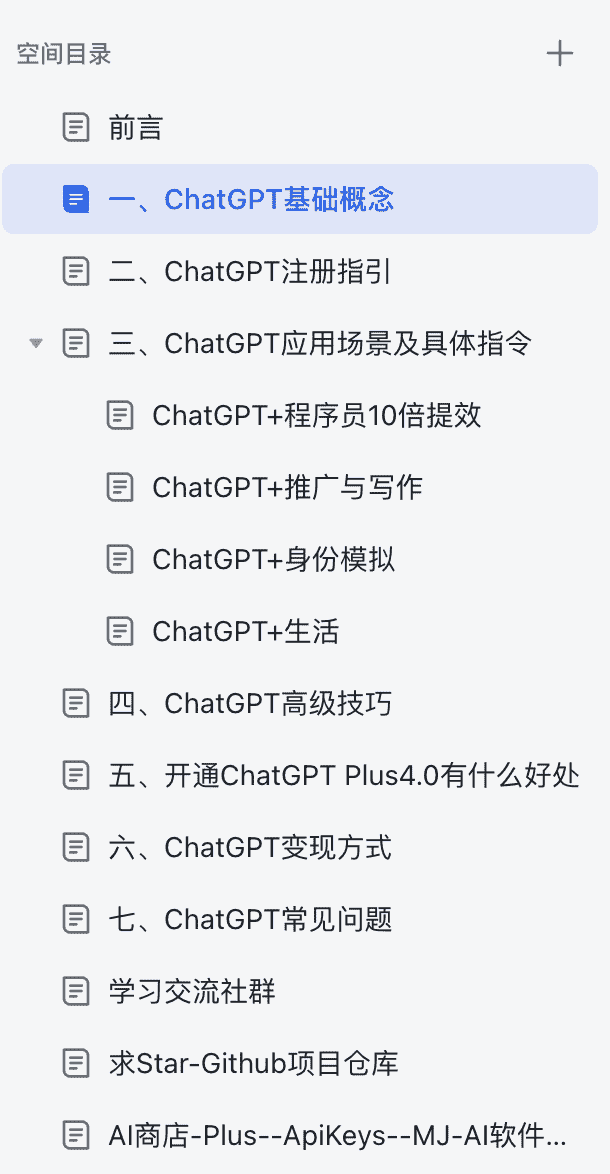 空间目录
前言
一、ChatGPT基础概念
二、ChatGPT注册指引
三、ChatGPT应用场景及具体指令
ChatGPT+程序员10倍提效
ChatGPT+推广与写作
ChatGPT+身份模拟
ChatGPT+生活
四、ChatGPT高级技巧
五、开通ChatGPT Plus4.0有什么好处
六、ChatGPT变现方式
七、ChatGPT常见问题
学习交流社群
求Star-Github项目仓库
AI商店-Plus--ApiKeys--MJ-AI软件...